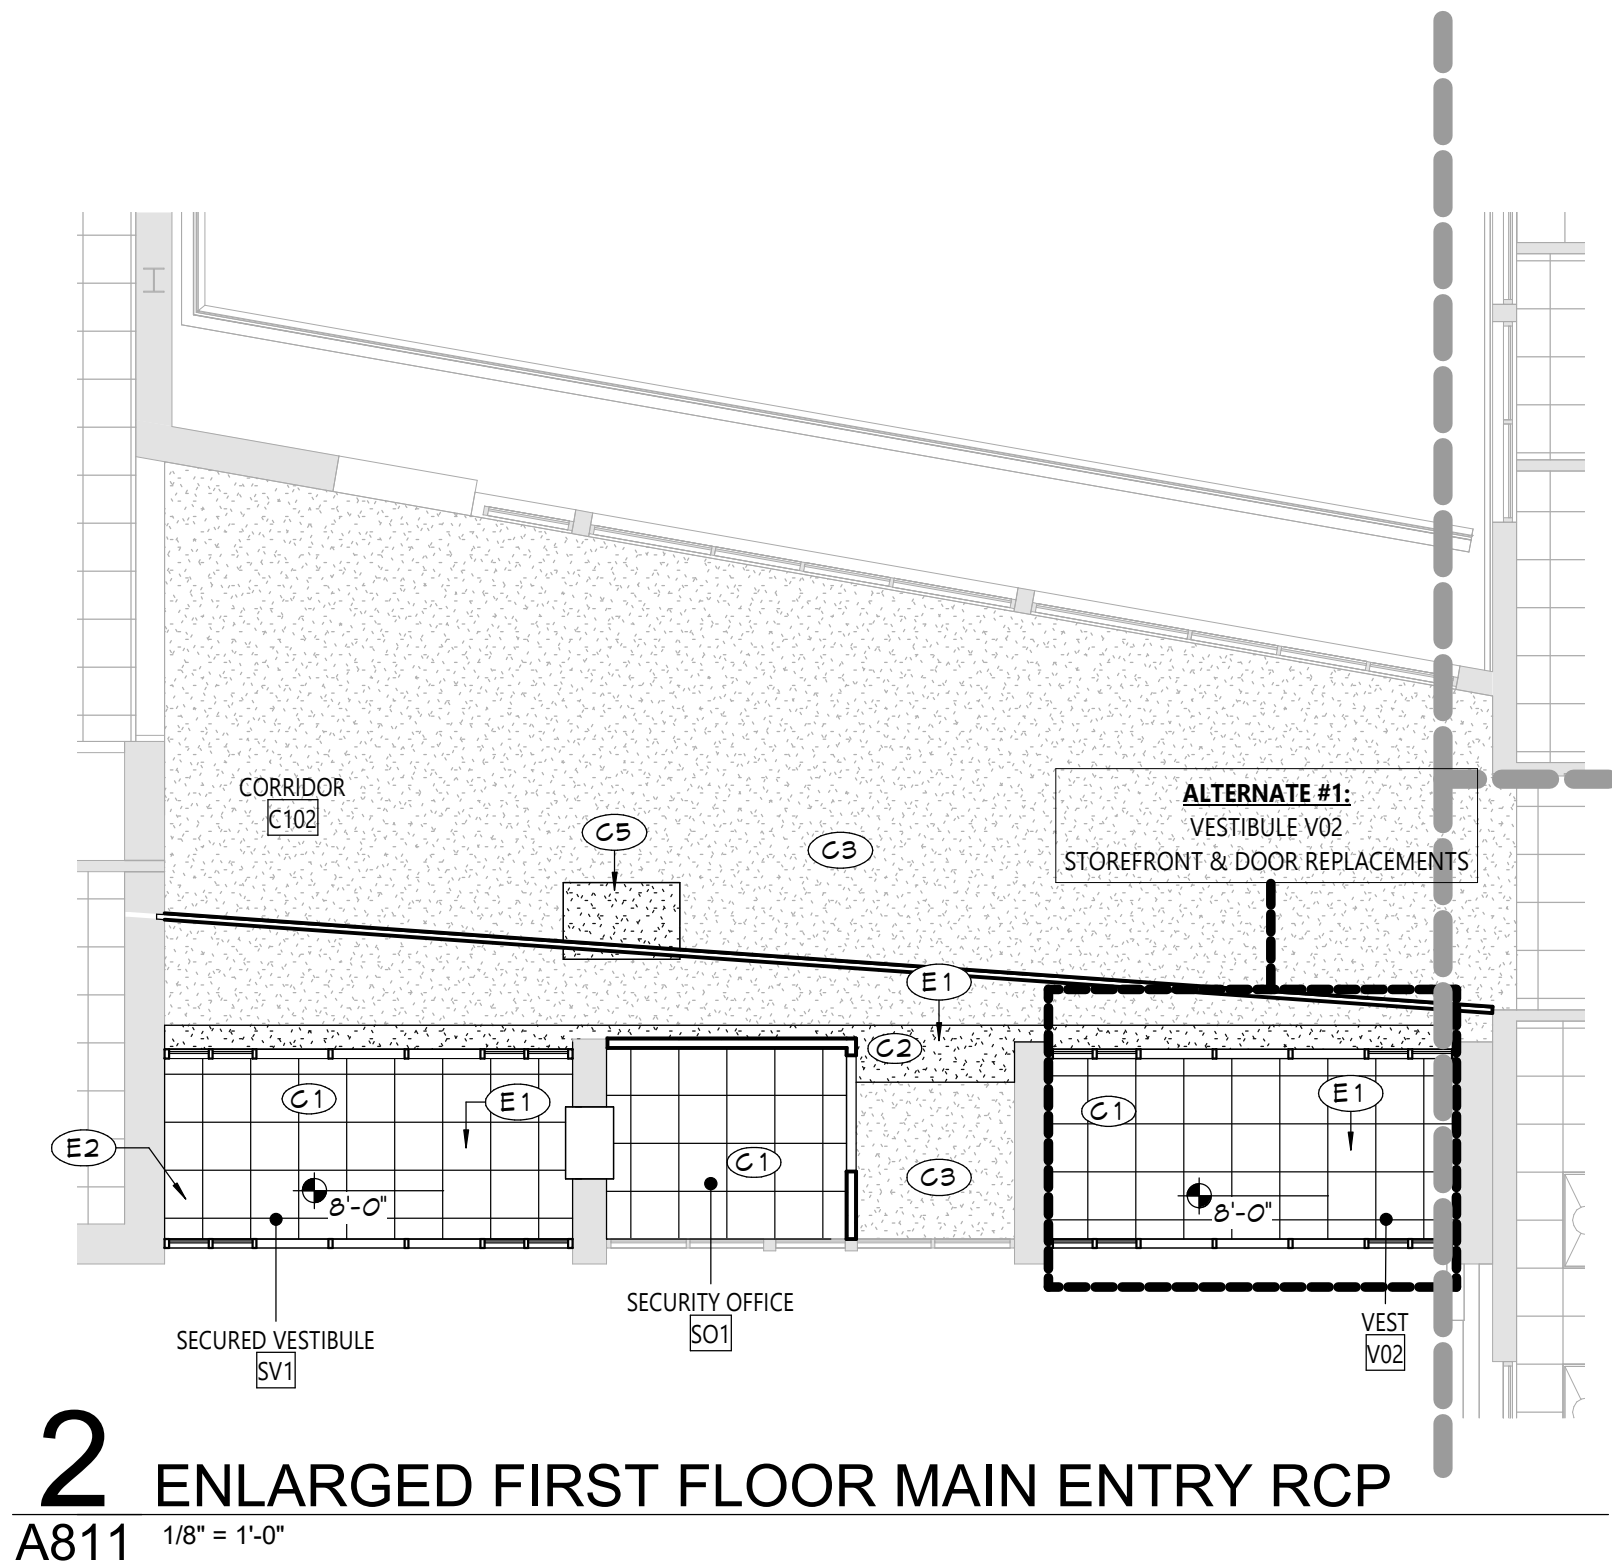 CORRIDOR
C102
C5
C3
ALTERNATE #1:
VESTIBULE V02
STOREFRONT & DOOR REPLACEMENTS
E1
C2
C1
E1
E2
8'-0"
C1
C3
C1
E1
8'-0"
SECURED VESTIBULE
SV1
SECURITY OFFICE
SO1
VEST
V02
2
ENLARGED FIRST FLOOR MAIN ENTRY RCP
A811
1/8" = 1'-0"